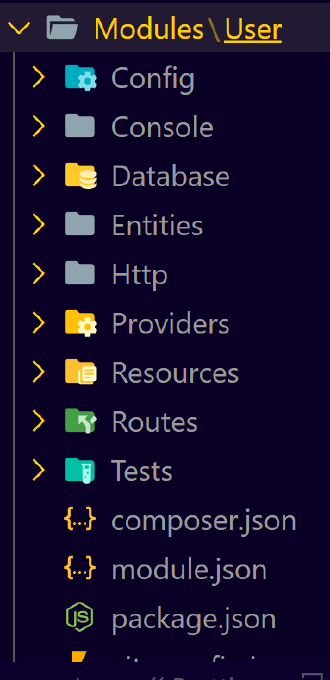 Modules\User
Config
Console
Database
Entities
Http
Providers
Resources
Routes
Tests
composer.json
module.json
package.json